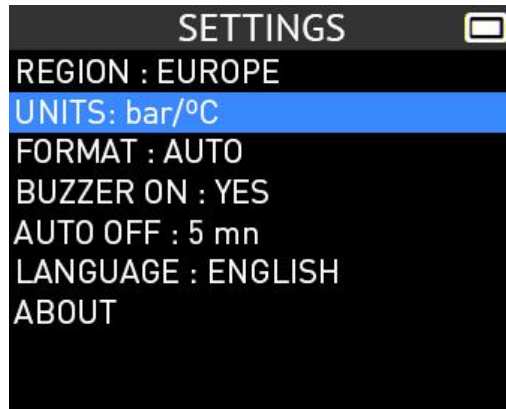 SETTINGS
REGION : EUROPE
UNITS: bar/ºC
FORMAT : AUTO
BUZZER ON : YES
AUTO OFF : 5 mn
LANGUAGE : ENGLISH
ABOUT